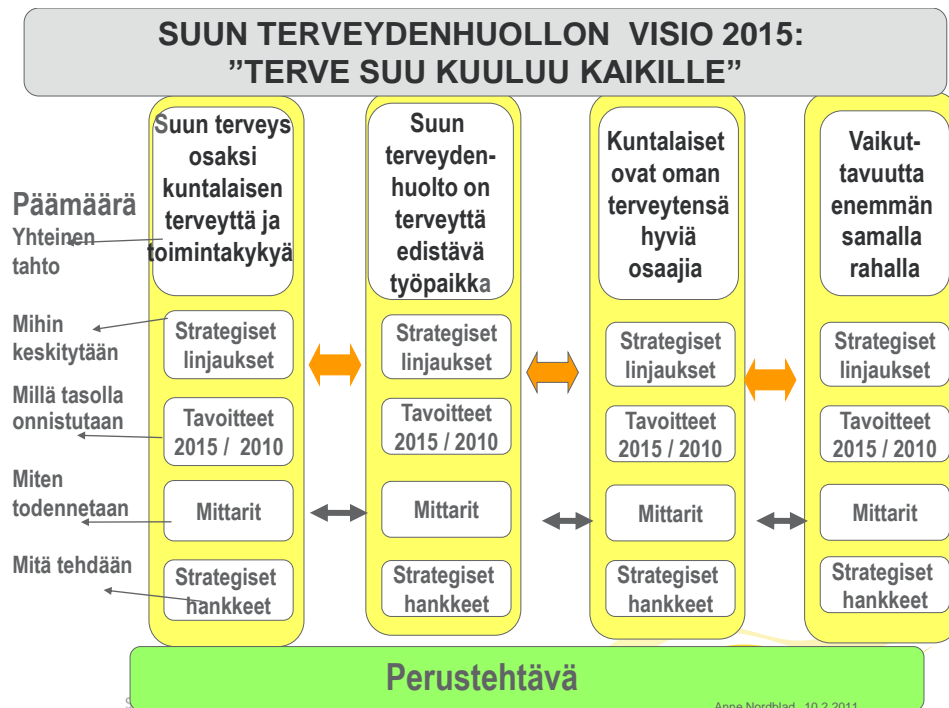 SUUN TERVEYDENHUOLLON VISIO 2015:
”TERVE SUU KUULUU KAIKILLE”
Päämäärä
Yhteinen
tahto
Mihin
keskitytään
Millä tasolla
onnistutaan
Miten
todennetaan
Mitä tehdään
Suun terveys
osaksi
kuntalaisen
terveyttä ja
toimintakykyä
Strategiset
linjaukset
Tavoitteet
2015 / 2010
Mittarit
Strategiset
hankkeet
Suun
terveyden-
huolto on
terveyttä
edistävä
työpaikka
Strategiset
linjaukset
Tavoitteet
2015 / 2010
Mittarit
Strategiset
hankkeet
Kuntalaiset
ovat oman
terveytensä
hyviä
osaajia
Strategiset
linjaukset
Tavoitteet
2015 / 2010
Mittarit
Strategiset
hankkeet
Vaikut-
tavuutta
enemmän
samalla
rahalla
Strategiset
linjaukset
Tavoitteet
2015 / 2010
Mittarit
Strategiset
hankkeet
Perustehtävä
Anne Nordblad 10.2.2011